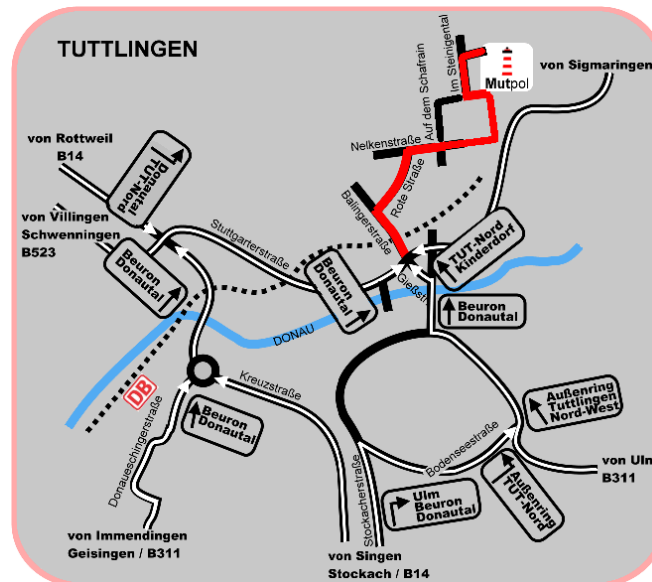 TUTTLINGEN
von Sigmaringen
Im Steinigental
Mutpol
Auf dem Schafrain
Nelkenstraße
Rote Straße
Balingerstraße
von Rottweil
B14
Donautal
TUT-Nord
von Villingen
Schwenningen
B523
Beuron
Donautal
Stuttgarterstraße
Beuron
Donautal
TUT-Nord
Kinderdorf
Beuron
Donautal
DONAU
DB
Kreuzstraße
Beuron
Donautal
Donaueschingerstraße
Außenring
Tuttlingen
Nord-West
Bodenseestraße
von Ulm
B311
Außenring
TUT-Nord
Ulm
Beuron
Donautal
Stockacherstraße
von Immendingen
Geisingen / B311
von Singen
Stockach / B14